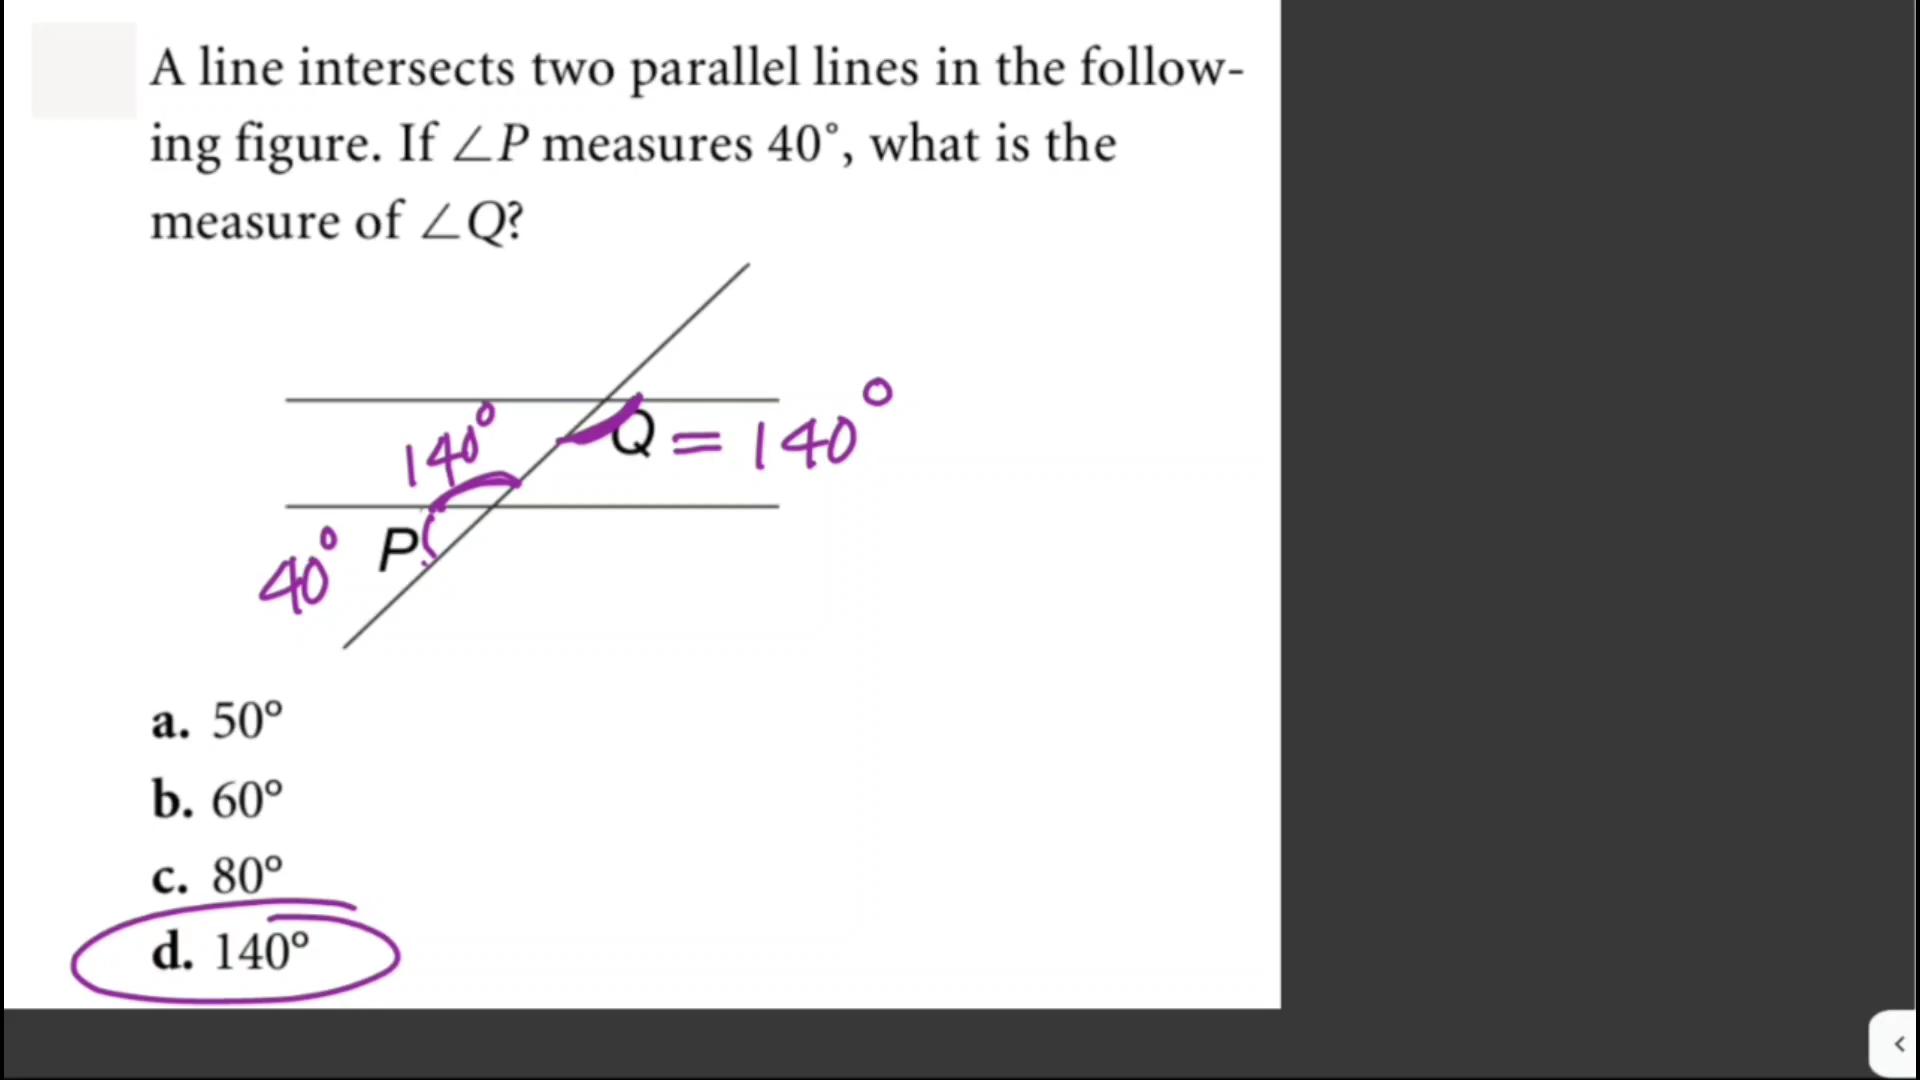 A line intersects two parallel lines in the follow-
ing figure. If ∠P measures 40°, what is the
measure of ∠Q?
140°
Q = 140°
P
40°
a. 50°
b. 60°
c. 80°
d. 140°